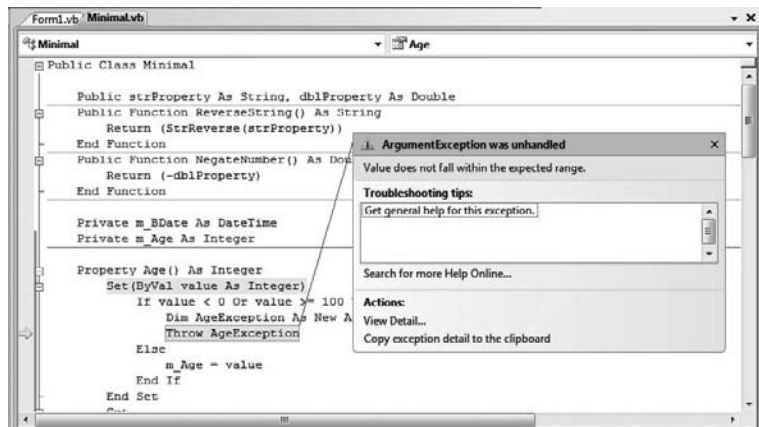 Form1.vb Minimal.vb
Minimal Age
Public Class Minimal
Public strProperty As String, dblProperty As Double
Public Function ReverseString() As String
Return (StrReverse(strProperty))
End Function
Public Function NegateNumber() As Dou
Return (-dblProperty)
End Function
Private m_BDate As DateTime
Private m_Age As Integer
Property Age() As Integer
Set(ByVal value As Integer)
If value < 0 Or value >= 100
Dim AgeException As New A
Throw AgeException
Else
m_Age = value
End If
End Set
ArgumentException was unhandled
Value does not fall within the expected range.
Troubleshooting tips:
Get general help for this exception.
Search for more Help Online...
Actions:
View Detail...
Copy exception detail to the clipboard